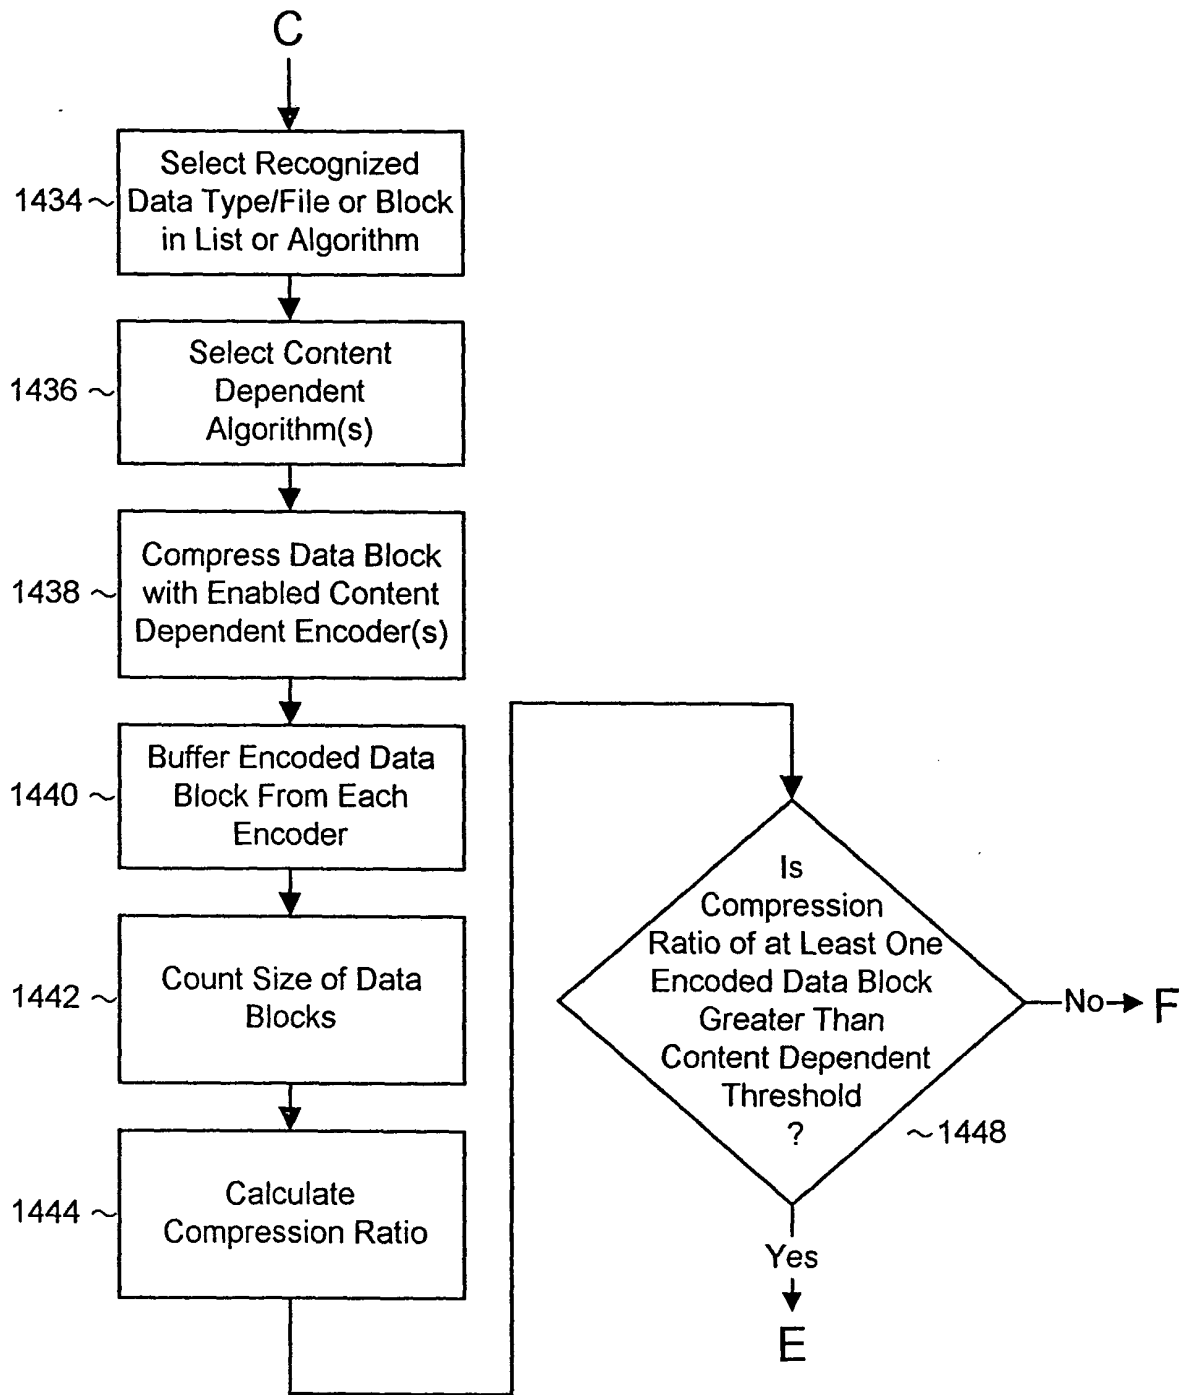 C
Select Recognized
1434 ~ Data Type/File or Block
in List or Algorithm
Select Content
1436 ~ Dependent
Algorithm(s)
Compress Data Block
1438 ~ with Enabled Content
Dependent Encoder(s)
Buffer Encoded Data
1440 ~ Block From Each
Encoder
1442 ~ Count Size of Data
Blocks
1444 ~ Calculate
Compression Ratio
Is
Compression
Ratio of at Least One
Encoded Data Block
Greater Than
Content Dependent
Threshold
?
~1448
No
F
Yes
E